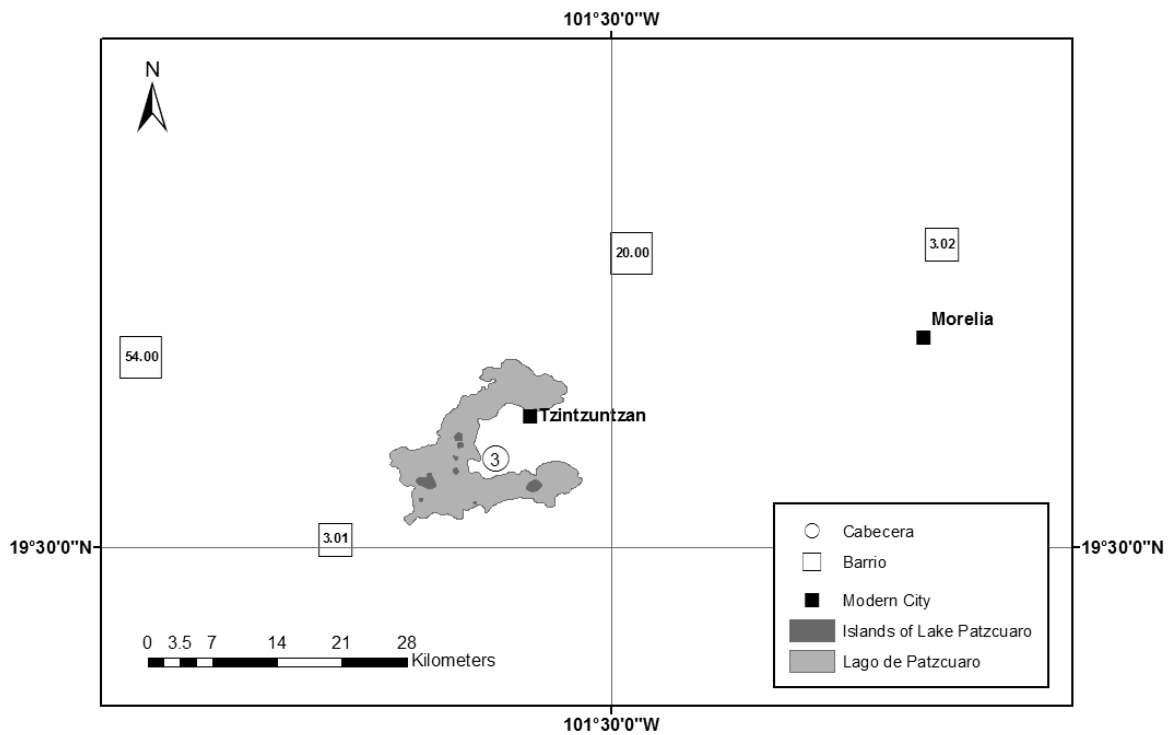 101°30'0"W
N
20.00
3.02
Morelia
54.00
Tzintzuntzan
3
3.01
19°30'0"N
19°30'0"N
0 3.5 7 14 21 28
Kilometers
Cabecera
Barrio
Modern City
Islands of Lake Patzcuaro
Lago de Patzcuaro
101°30'0"W